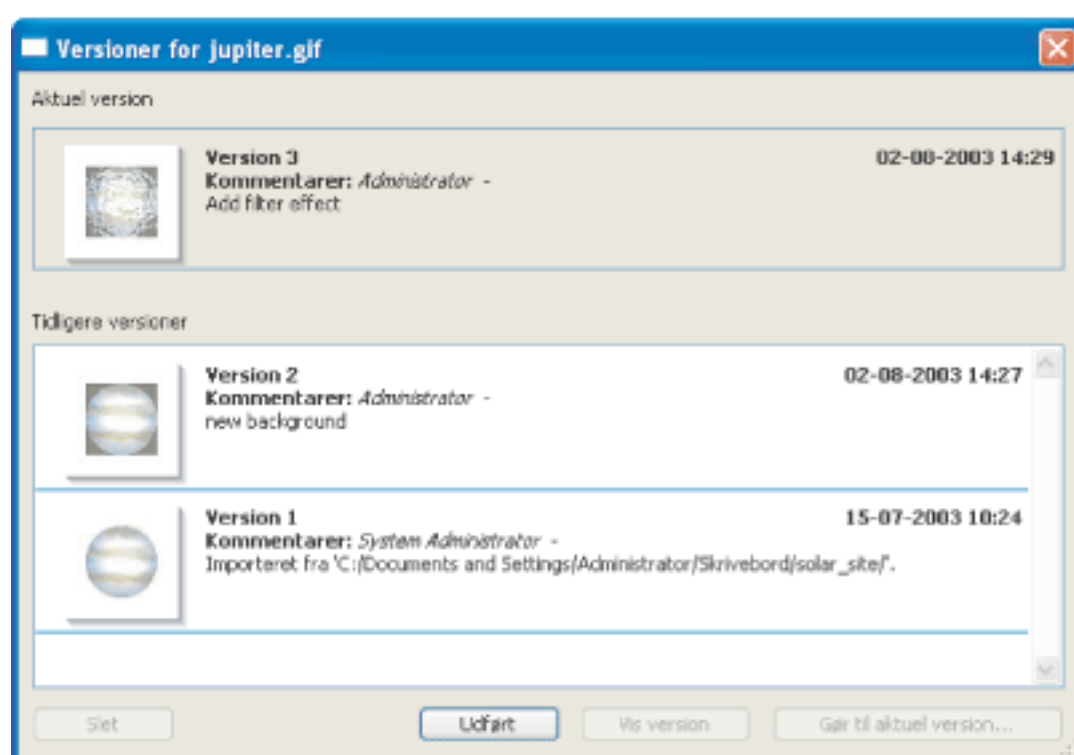 Versioner for jupiter.gif
Aktuel version
Version 3
02-08-2003 14:29
Kommentarer: Administrator -
Add filter effect
Tidligere versioner
Version 2
02-08-2003 14:27
Kommentarer: Administrator -
new background
Version 1
15-07-2003 10:24
Kommentarer: System Administrator -
Importeret fra 'C:/Documents and Settings/Administrator/Skrivebord/solar_site/'.
Slet
Udført
Vis version
Gør til aktuel version...